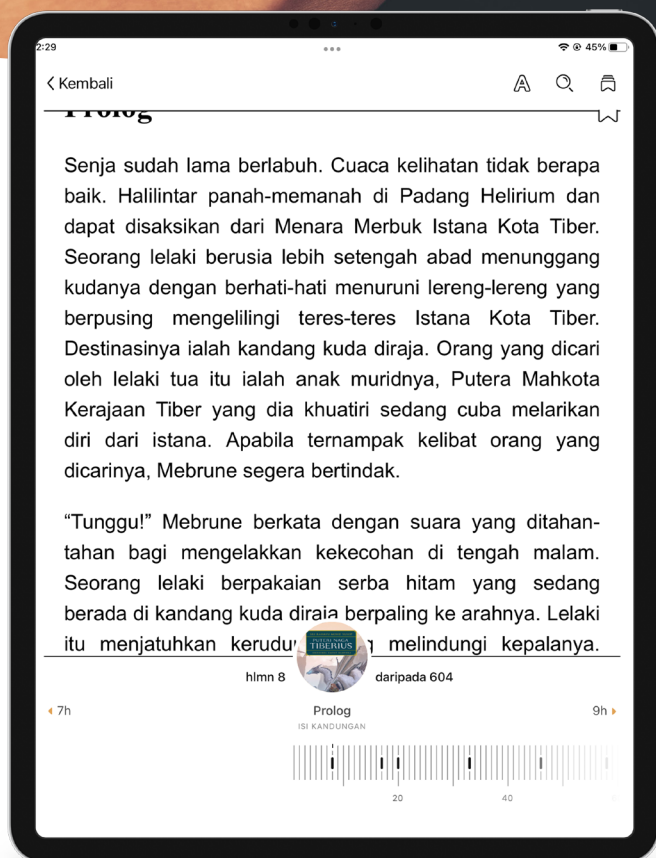 2:29
45%
Kembali
A
Prolog
Senja sudah lama berlabuh. Cuaca kelihatan tidak berapa
baik. Halilintar panah-memanah di Padang Helirium dan
dapat disaksikan dari Menara Merbuk Istana Kota Tiber.
Seorang lelaki berusia lebih setengah abad menunggang
kudanya dengan berhati-hati menuruni lereng-lereng yang
berpusing mengelilingi teres-teres Istana Kota Tiber.
Destinasinya ialah kandang kuda diraja. Orang yang dicari
oleh lelaki tua itu ialah anak muridnya, Putera Mahkota
Kerajaan Tiber yang dia khuatiri sedang cuba melarikan
diri dari istana. Apabila ternampak kelibat orang yang
dicarinya, Mebrune segera bertindak.
“Tunggu!” Mebrune berkata dengan suara yang ditahan-
tahan bagi mengelakkan kekecohan di tengah malam.
Seorang lelaki berpakaian serba hitam yang sedang
berada di kandang kuda diraja berpaling ke arahnya. Lelaki
itu menjatuhkan melindungi kepalanya.
PUTERI NAGA
TIBERIUS
hlmn 8 daripada 604
7h Prolog 9h
ISI KANDUNGAN
20 40